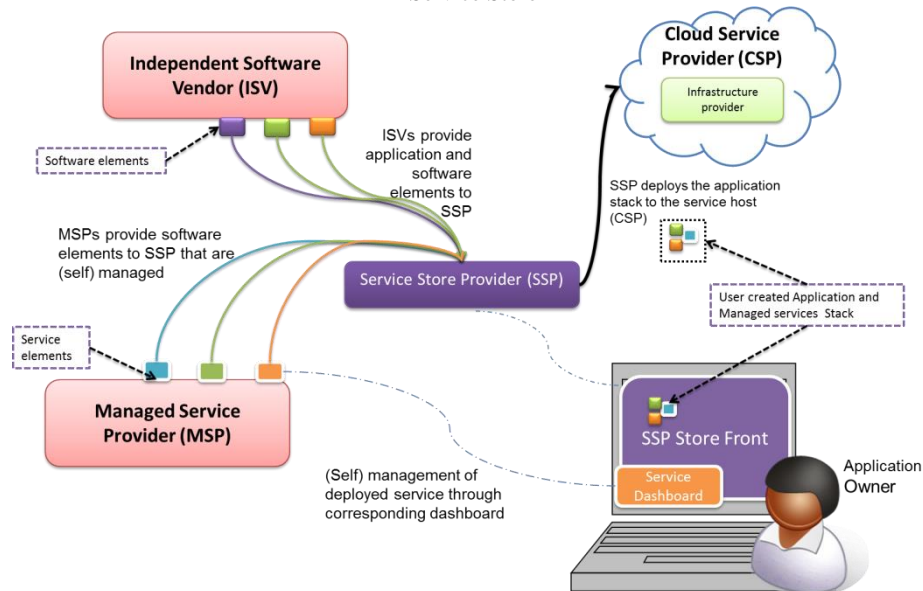 Independent Software
Vendor (ISV)
Cloud Service
Provider (CSP)
Infrastructure
provider
Software elements
ISVs provide
application and
software
elements to
SSP
SSP deploys the application
stack to the service host
(CSP)
MSPs provide software
elements to SSP that are
(self) managed
Service Store Provider (SSP)
User created Application and
Managed services Stack
Service
elements
Managed Service
Provider (MSP)
SSP Store Front
Service
Dashboard
Application
Owner
(Self) management of
deployed service through
corresponding dashboard